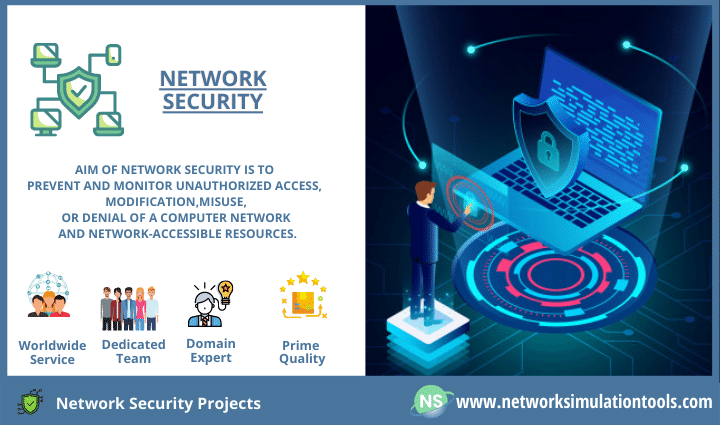 NETWORK
SECURITY
AIM OF NETWORK SECURITY IS TO
PREVENT AND MONITOR UNAUTHORIZED ACCESS,
MODIFICATION,MISUSE,
OR DENIAL OF A COMPUTER NETWORK
AND NETWORK-ACCESSIBLE RESOURCES.
Worldwide
Service
Dedicated
Team
Domain
Expert
Prime
Quality
Network Security Projects
NS
www.networksimulationtools.com